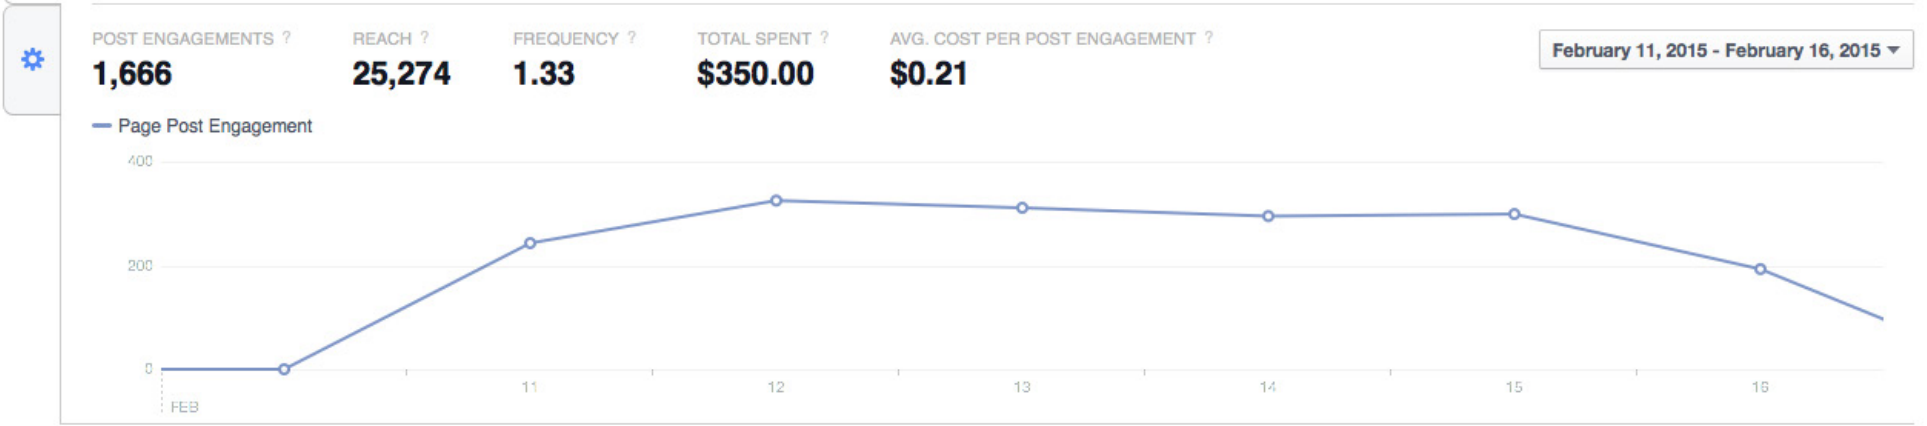 POST ENGAGEMENTS ? REACH ? FREQUENCY ? TOTAL SPENT ? AVG. COST PER POST ENGAGEMENT ?
1,666 25,274 1.33 $350.00 $0.21
February 11, 2015 - February 16, 2015
Page Post Engagement
400
200
0
11 12 13 14 15 16
FEB